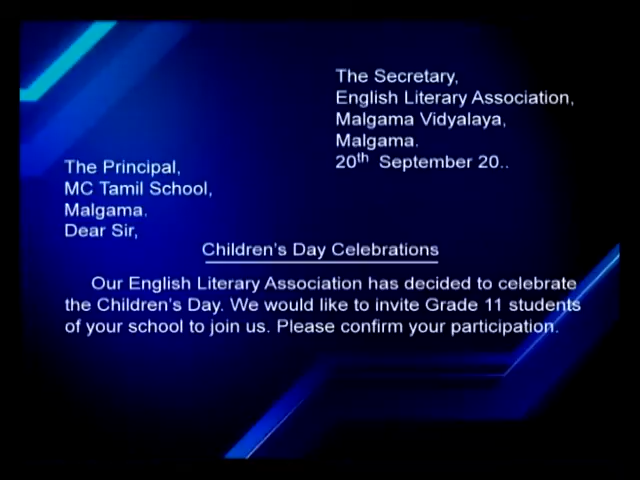 The Secretary,
English Literary Association,
Malgama Vidyalaya,
Malgama.
20th September 20..
The Principal,
MC Tamil School,
Malgama.
Dear Sir,
Children's Day Celebrations
Our English Literary Association has decided to celebrate
the Children's Day. We would like to invite Grade 11 students
of your school to join us. Please confirm your participation.